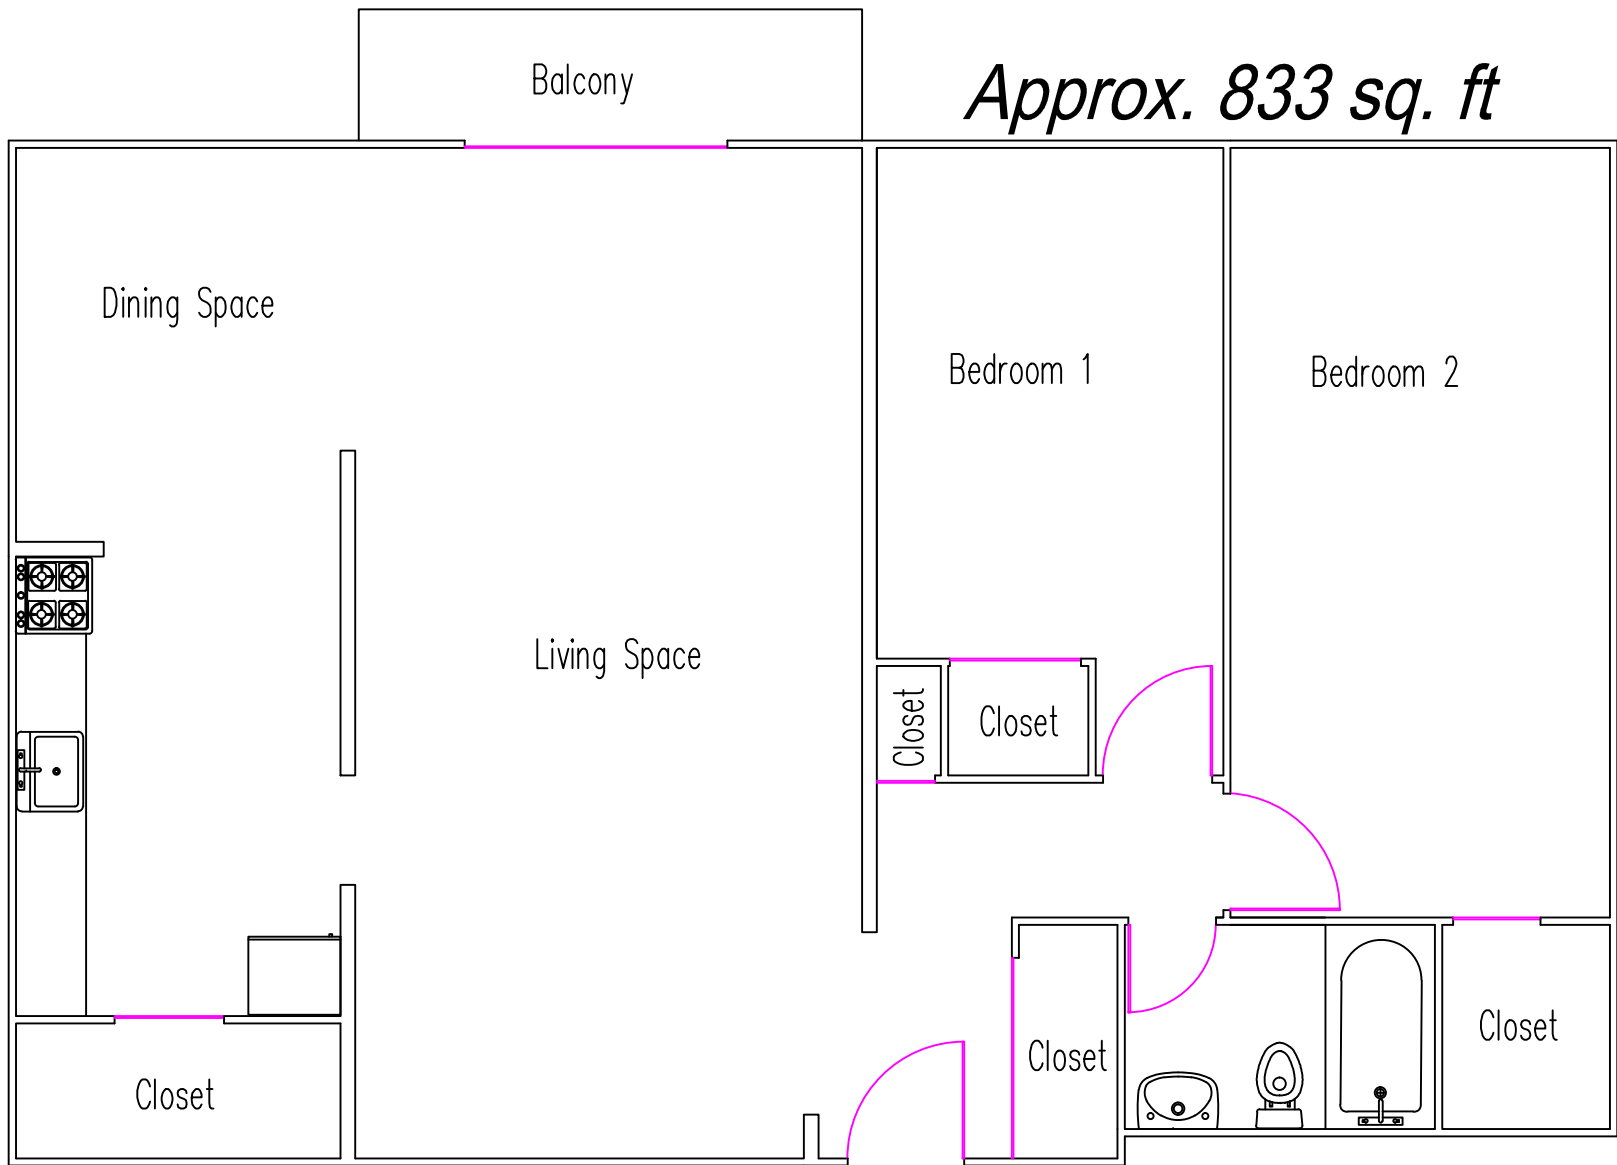 Balcony
Approx. 833 sq. ft
Dining Space
Bedroom 1
Bedroom 2
Living Space
Closet
Closet
Closet
Closet
Closet